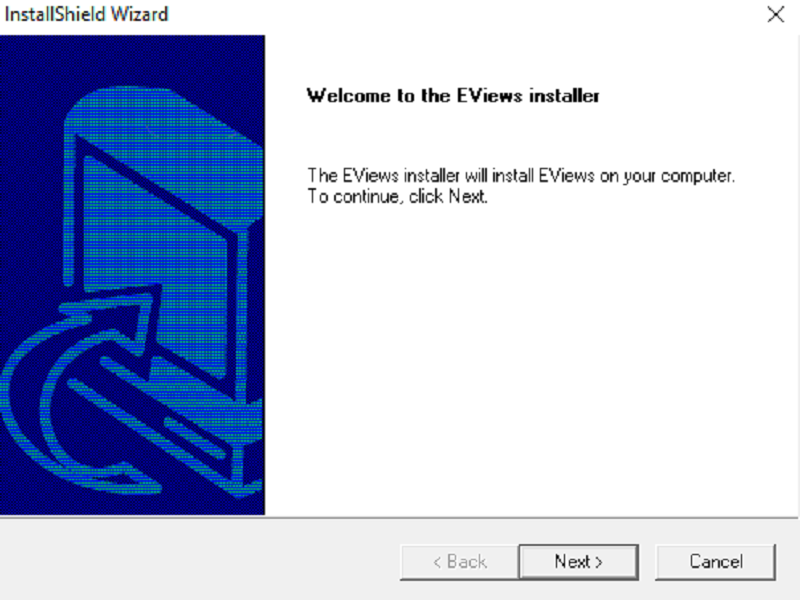 InstallShield Wizard
Welcome to the EViews installer
The EViews installer will install EViews on your computer.
To continue, click Next.
< Back
Next >
Cancel